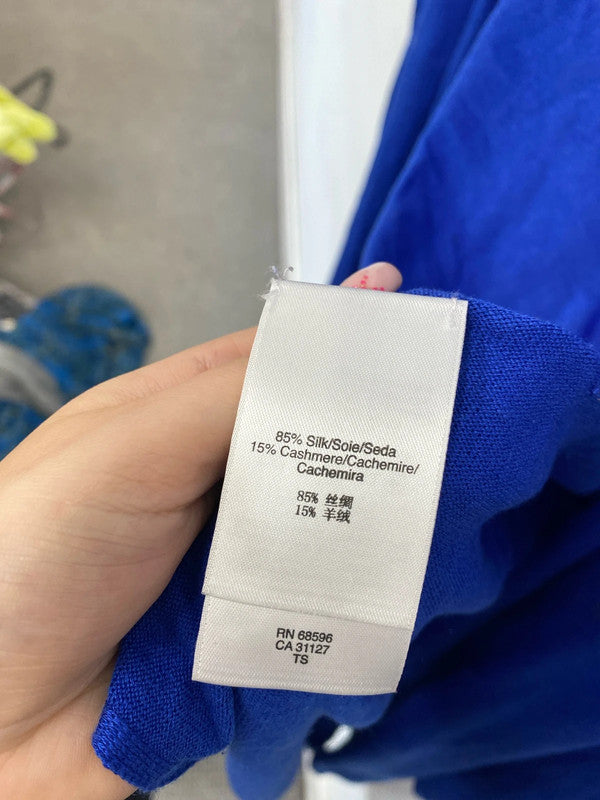 85% Silk/Soie/Seda
15% Cashmere/Cachemire/
Cachemira
85% 丝绸
15% 羊绒
RN 68596
CA 31127
TS